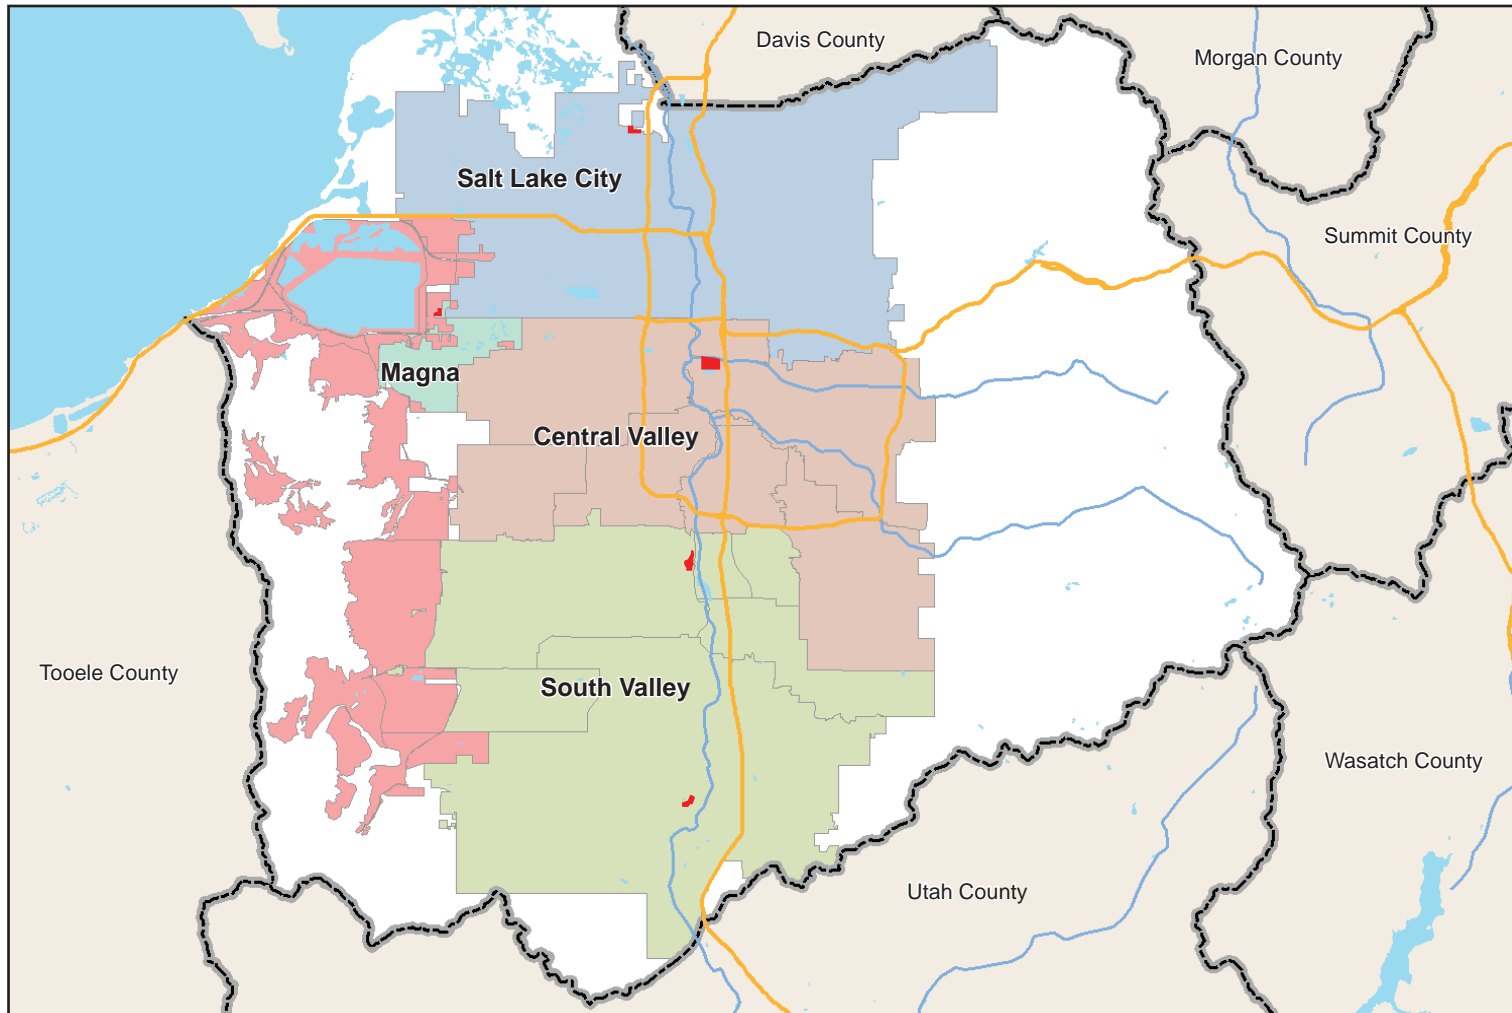 Davis County
Morgan County
Salt Lake City
Summit County
Magna
Central Valley
Tooele County
South Valley
Wasatch County
Utah County